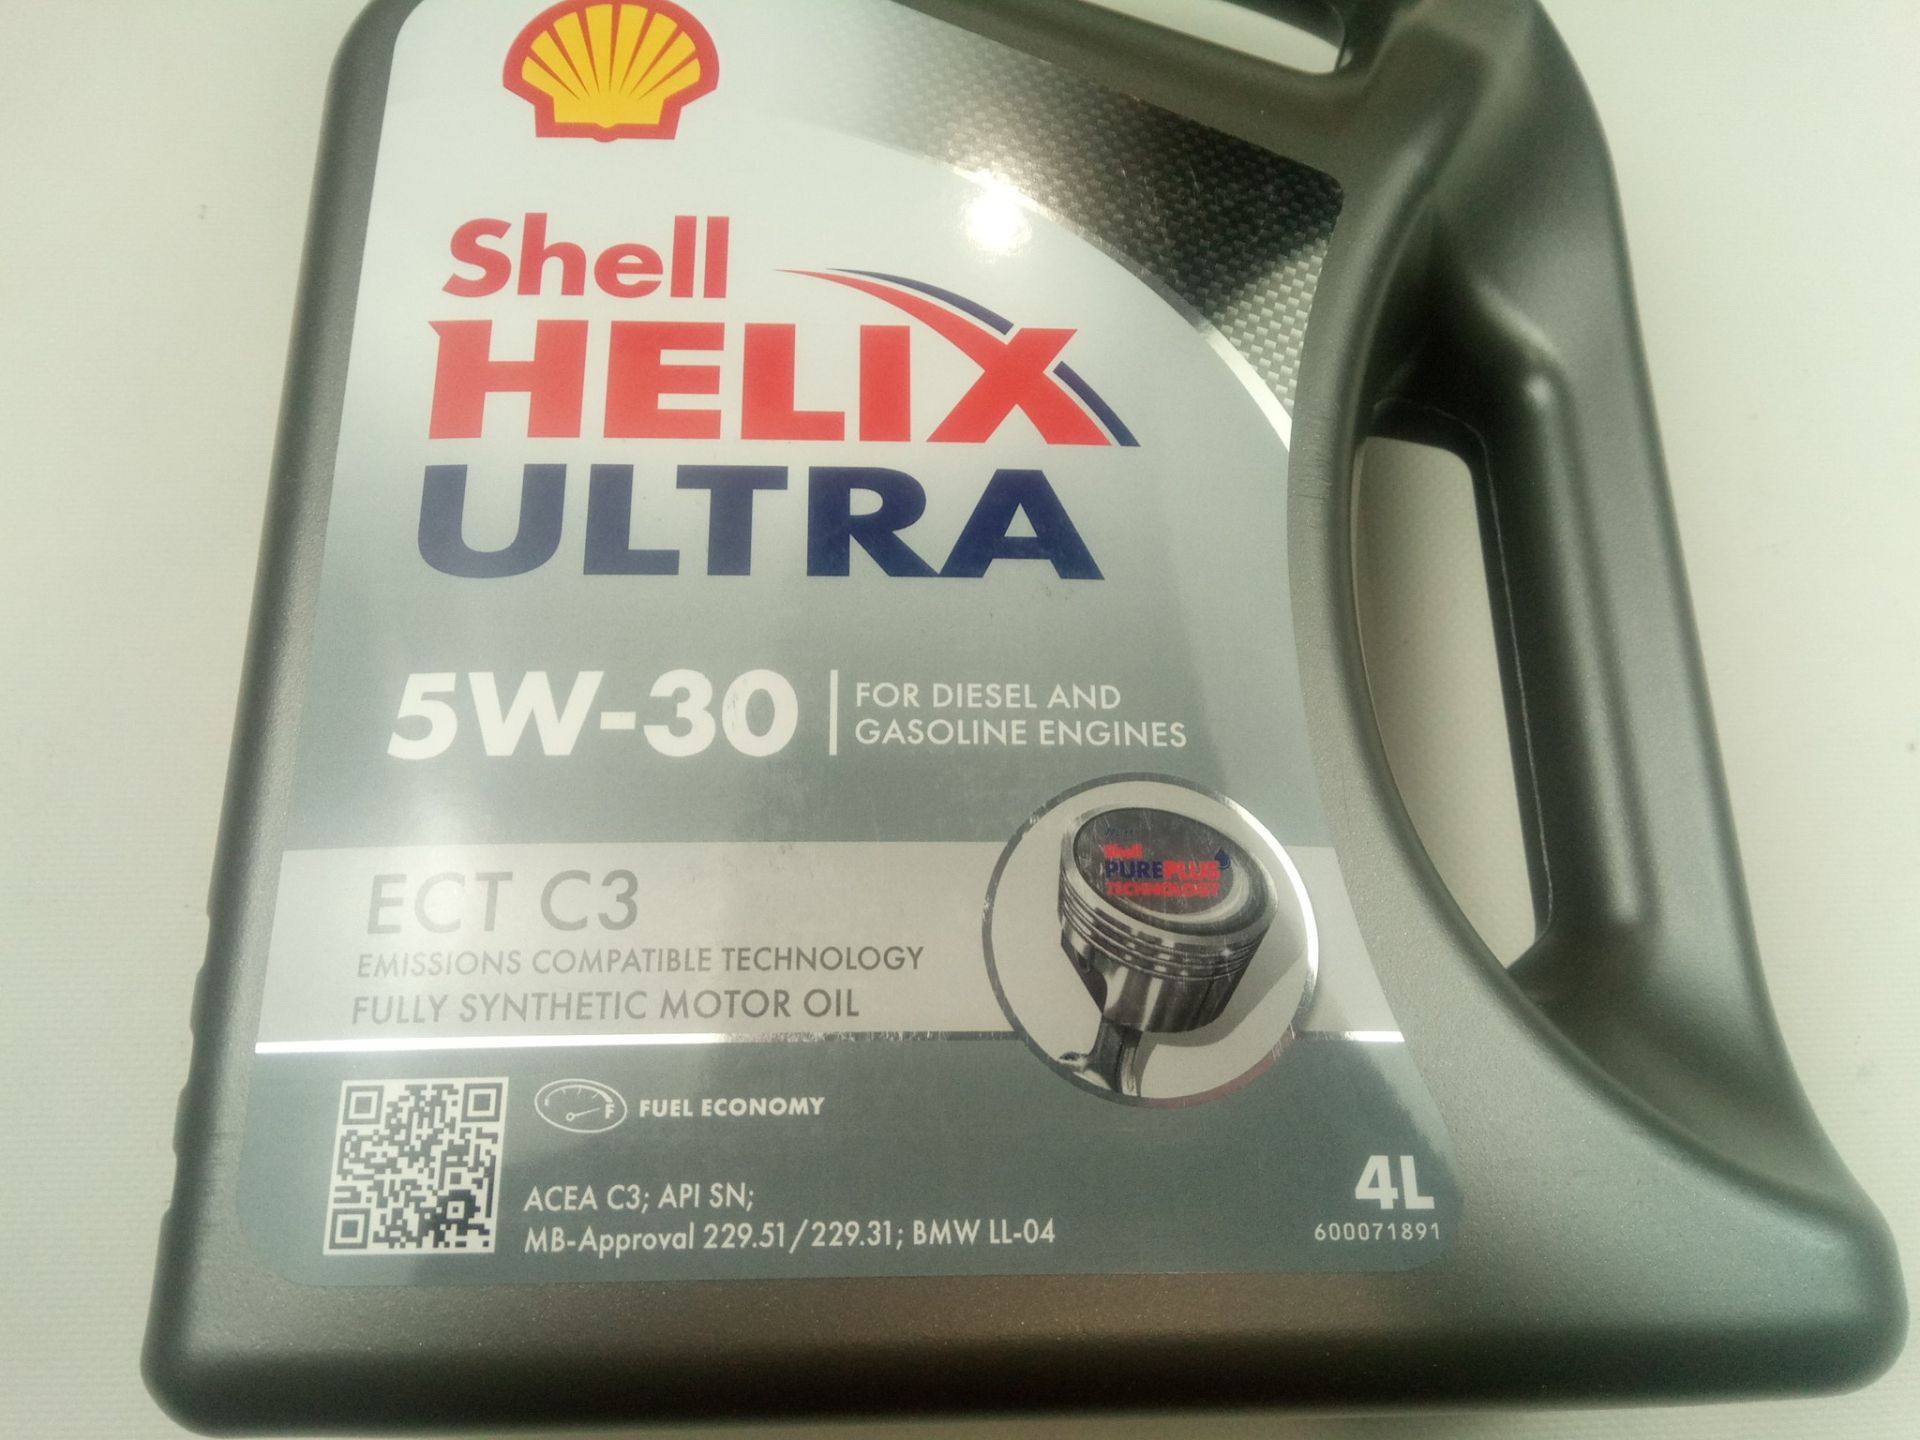 Shell
HELIX
ULTRA
5W-30
FOR DIESEL AND
GASOLINE ENGINES
Shell
PUREPLUS
TECHNOLOGY
ECT C3
EMISSIONS COMPATIBLE TECHNOLOGY
FULLY SYNTHETIC MOTOR OIL
F
FUEL ECONOMY
ACEA C3; API SN;
MB-Approval 229.51/229.31; BMW LL-04
4L
600071891